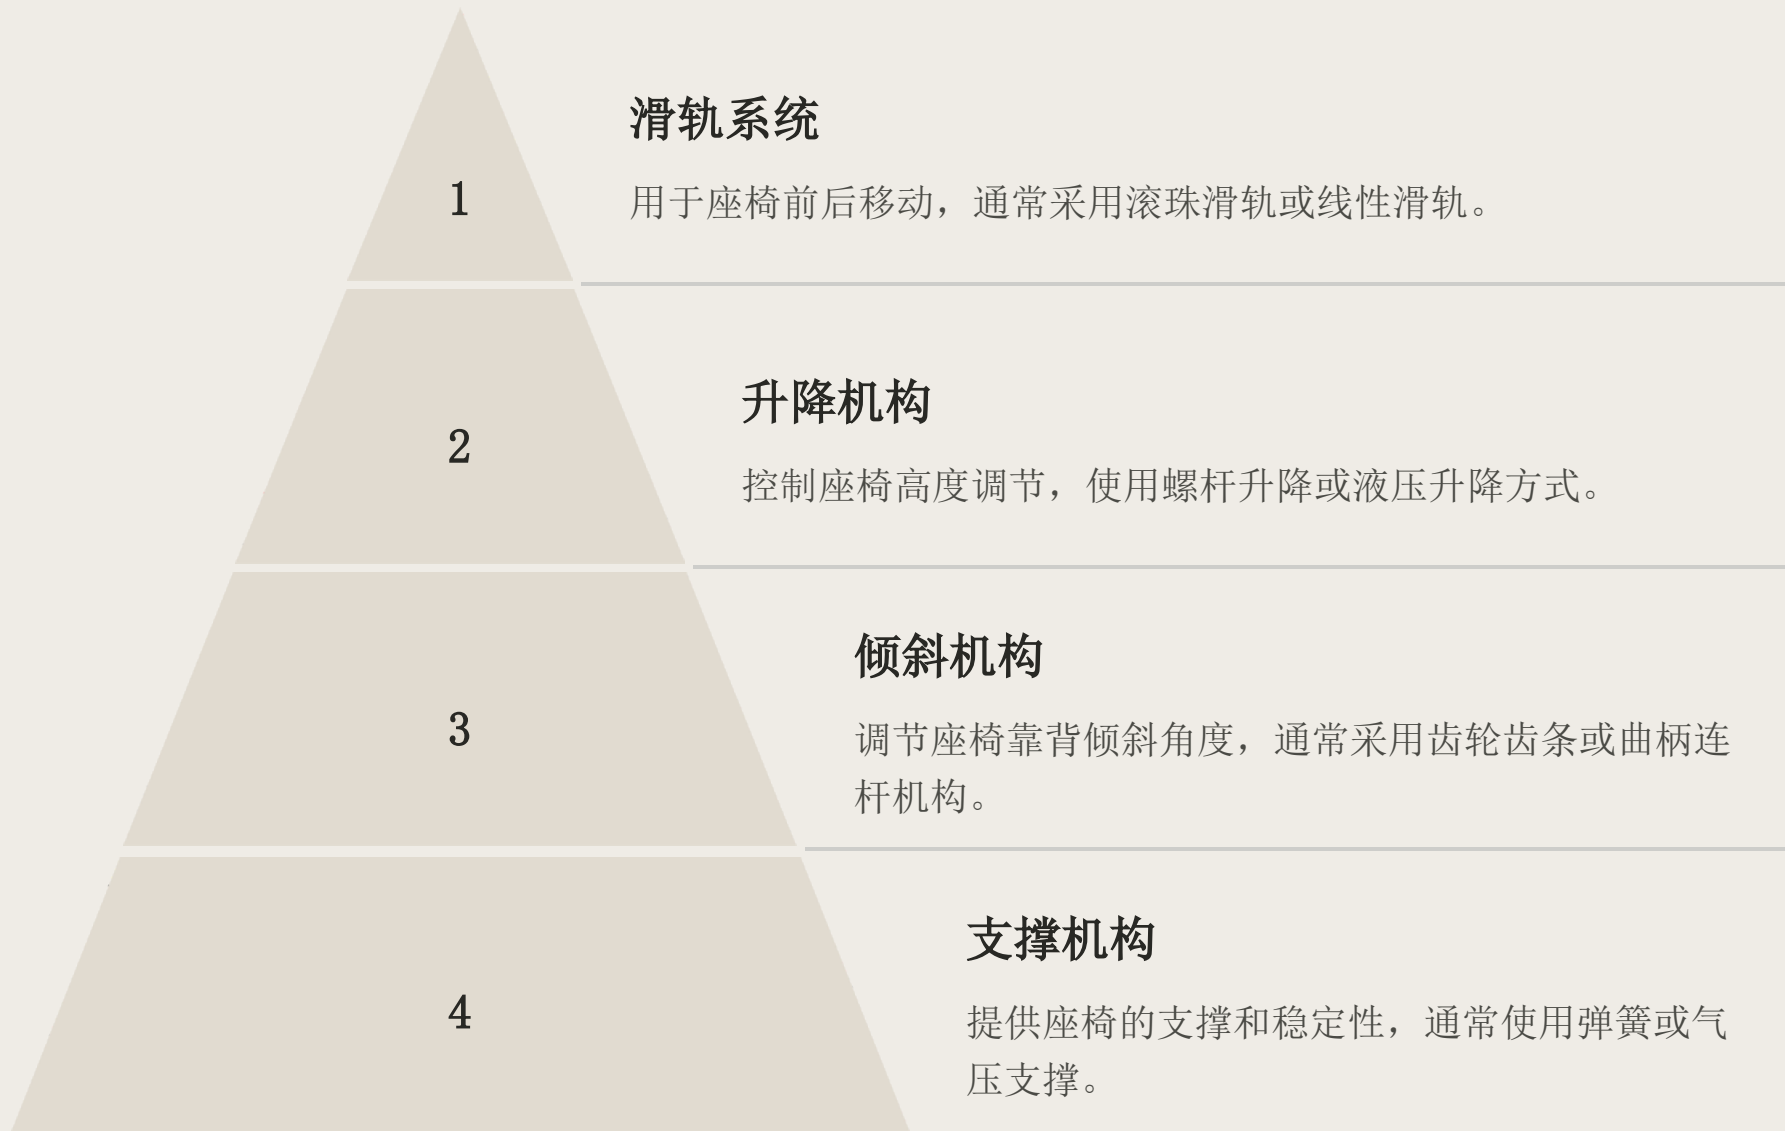 滑轨系统
1
用于座椅前后移动，通常采用滚珠滑轨或线性滑轨。
升降机构
2
控制座椅高度调节，使用螺杆升降或液压升降方式。
倾斜机构
3
调节座椅靠背倾斜角度，通常采用齿轮齿条或曲柄连
杆机构。
支撑机构
4
提供座椅的支撑和稳定性，通常使用弹簧或气
压支撑。